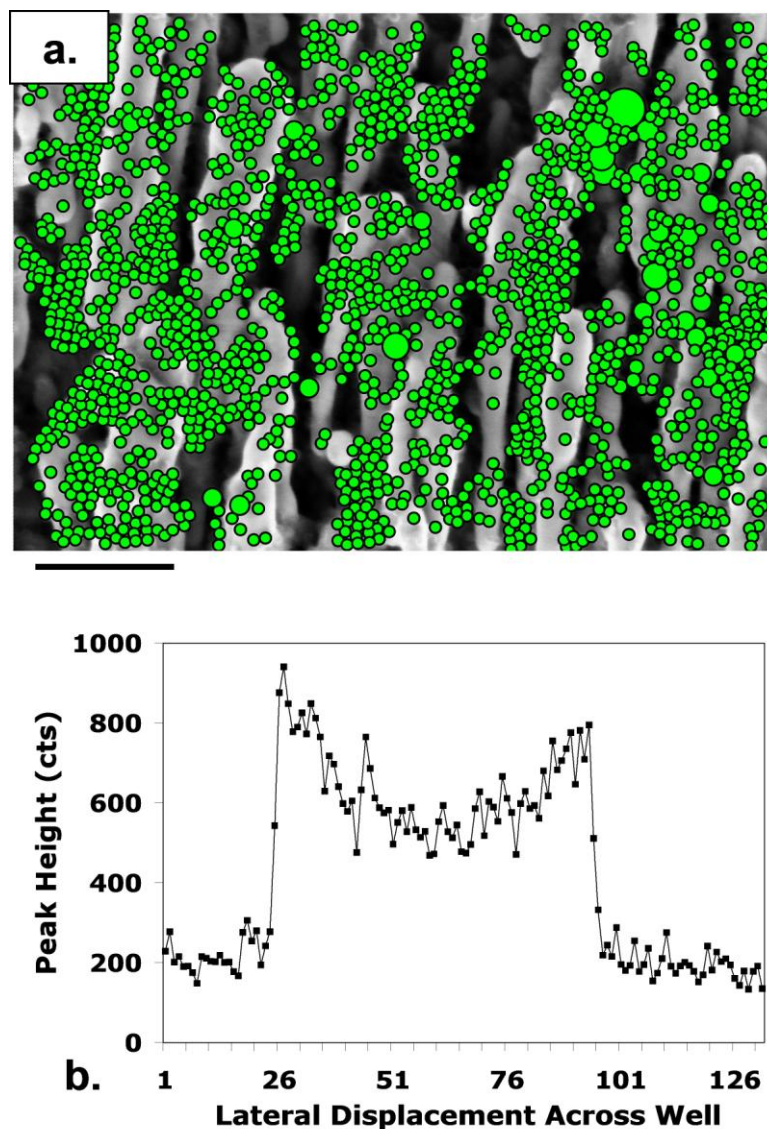 a.
1000
800
600
400
200
0
Peak Height (cts)
b.
1 26 51 76 101 126
Lateral Displacement Across Well